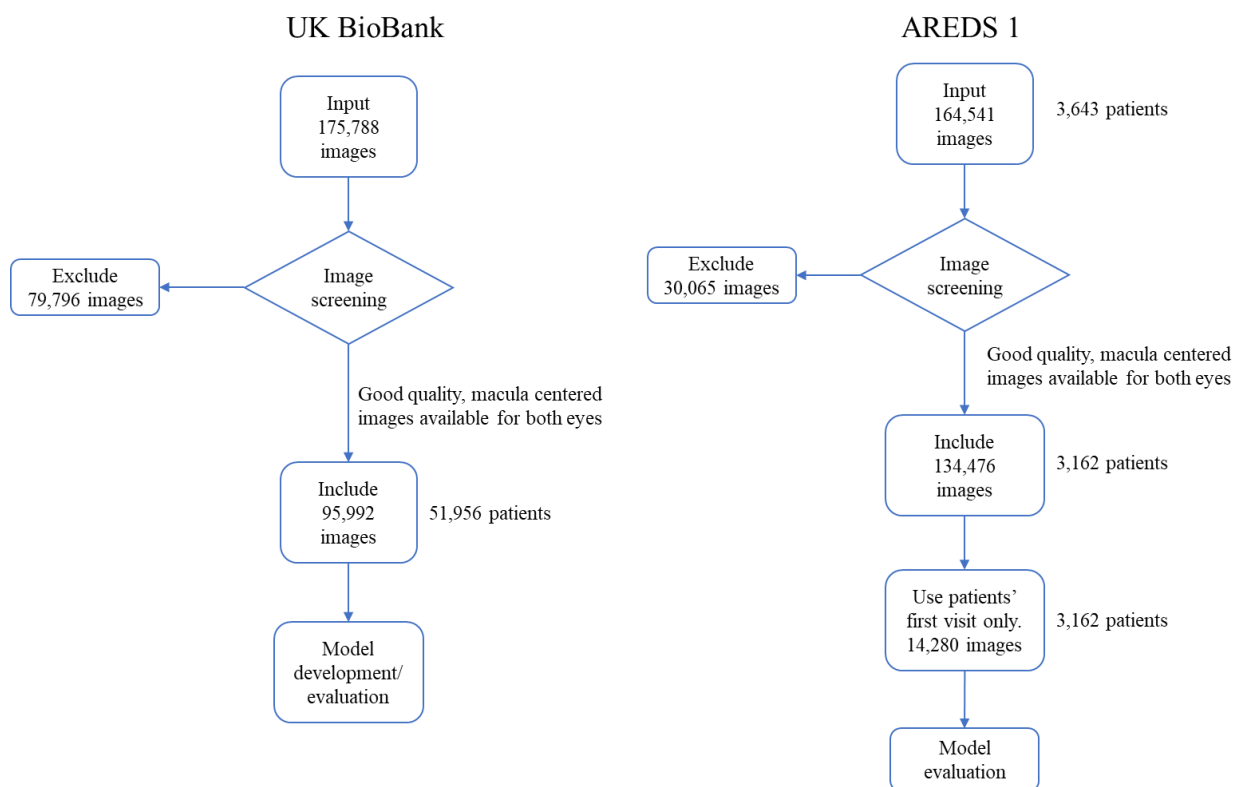 UK BioBank
Input
175,788
images
Exclude
79,796 images
Image
screening
Good quality, macula centered
images available for both eyes
Include
95,992
images
51,956 patients
Model
development/
evaluation
AREDS 1
Input
164,541
images
3,643 patients
Exclude
30,065 images
Image
screening
Good quality, macula centered
images available for both eyes
Include
134,476
images
3,162 patients
Use patients’
first visit only.
14,280 images
3,162 patients
Model
evaluation